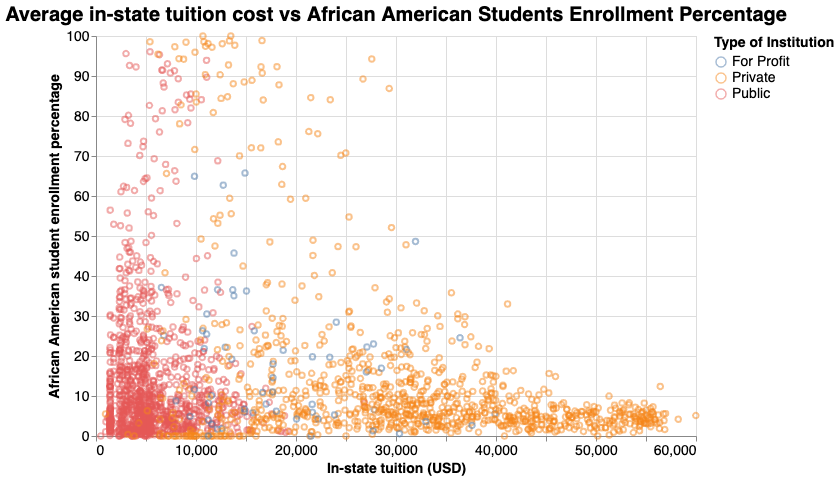 Average in-state tuition cost vs African American Students Enrollment Percentage
Type of Institution
For Profit
Private
Public
African American student enrollment percentage
100
90
80
70
60
50
40
30
20
10
0
0 10,000 20,000 30,000 40,000 50,000 60,000
In-state tuition (USD)